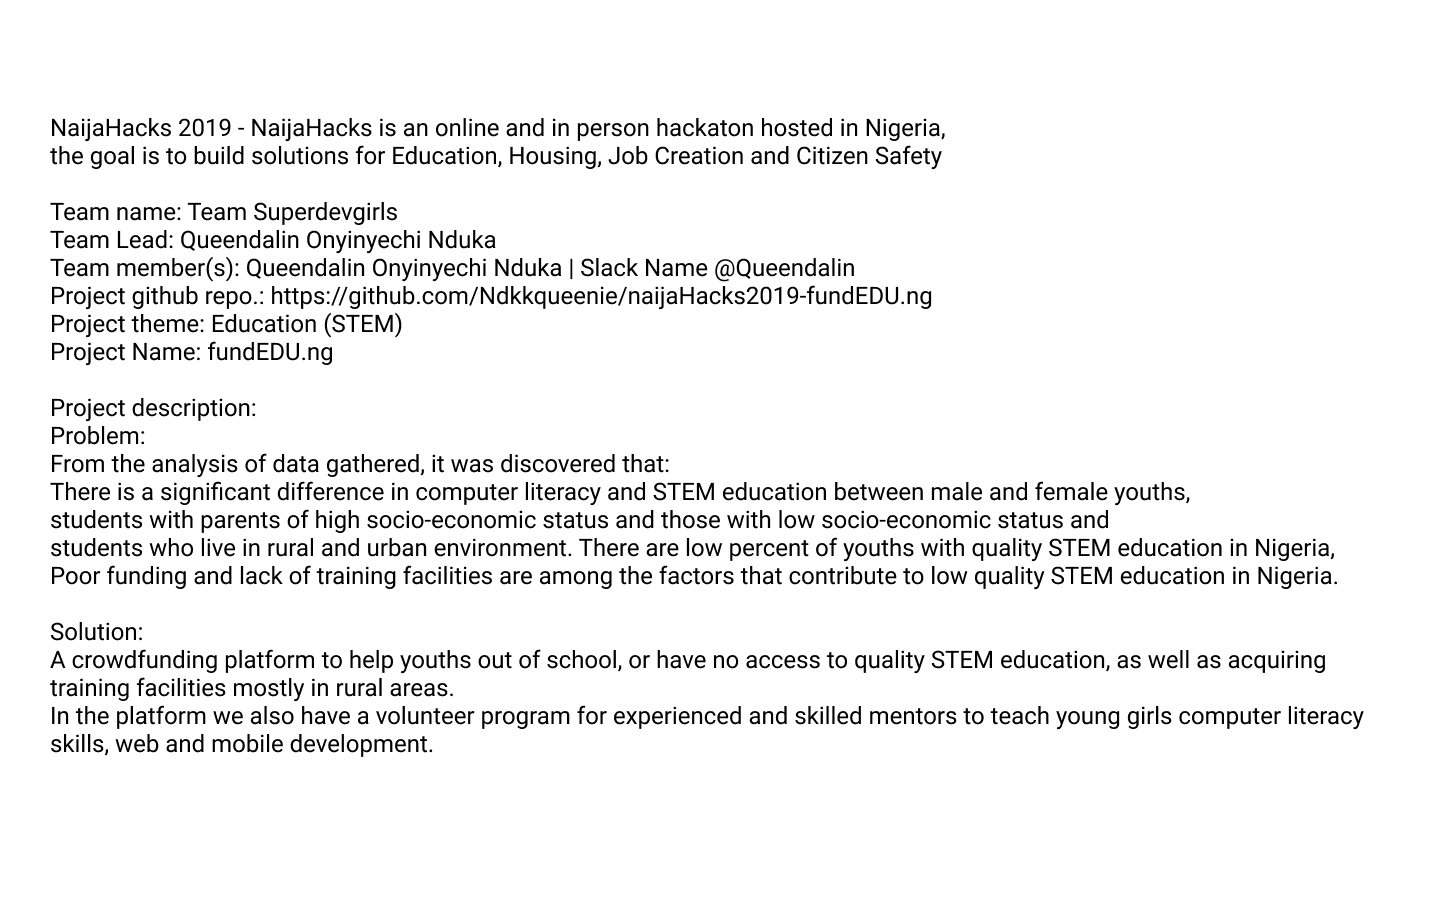 NaijaHacks 2019 - NaijaHacks is an online and in person hackaton hosted in Nigeria,
the goal is to build solutions for Education, Housing, Job Creation and Citizen Safety
Team name: Team Superdevgirls
Team Lead: Queendalin Onyinyechi Nduka
Team member(s): Queendalin Onyinyechi Nduka | Slack Name @Queendalin
Project github repo.: https://github.com/Ndkkqueenie/naijaHacks2019-fundEDU.ng
Project theme: Education (STEM)
Project Name: fundEDU.ng
Project description:
Problem:
From the analysis of data gathered, it was discovered that:
There is a significant difference in computer literacy and STEM education between male and female youths,
students with parents of high socio-economic status and those with low socio-economic status and
students who live in rural and urban environment. There are low percent of youths with quality STEM education in Nigeria,
Poor funding and lack of training facilities are among the factors that contribute to low quality STEM education in Nigeria.
Solution:
A crowdfunding platform to help youths out of school, or have no access to quality STEM education, as well as acquiring
training facilities mostly in rural areas.
In the platform we also have a volunteer program for experienced and skilled mentors to teach young girls computer literacy
skills, web and mobile development.